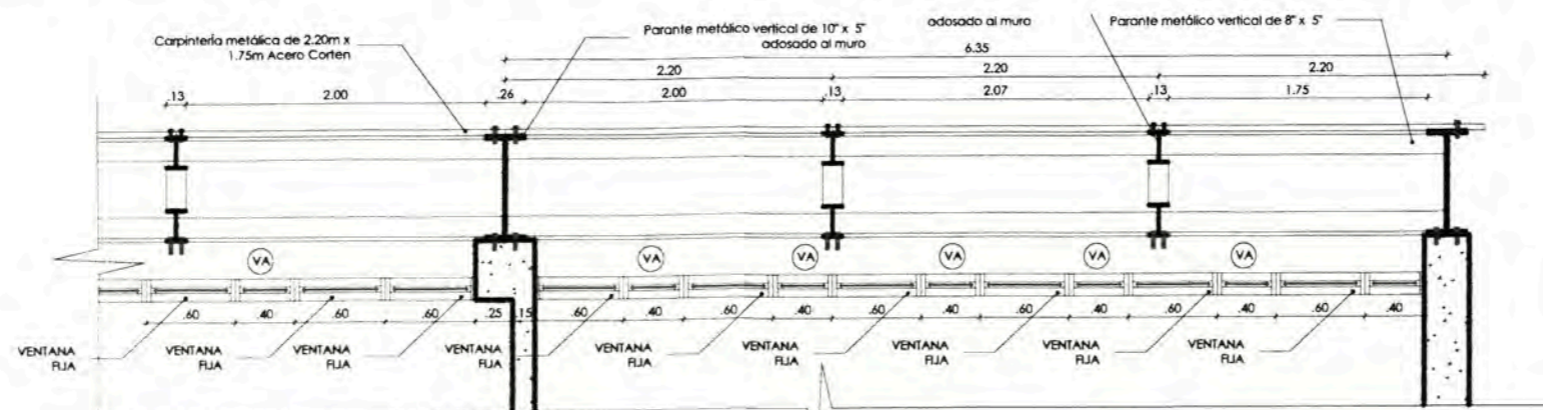 adosado al muro
Parante metálico vertical de 10" x 5"
adosado al muro
Parante metálico vertical de 8" x 5"
Carpintería metálica de 2.20m x
1.75m Acero Corten
6.35
2.20 2.20 2.20
.13 2.00 .26 2.00 .13 2.07 .13 1.75
VA VA VA VA VA VA
.60 .40 .60 .60 .25 .15 .60 .40 .60 .40 .60 .40 .60 .40 .60 .40
VENTANA
FIJA
VENTANA
FIJA
VENTANA
FIJA
VENTANA
FIJA
VENTANA
FIJA
VENTANA
FIJA
VENTANA
FIJA
VENTANA
FIJA
VENTANA
FIJA